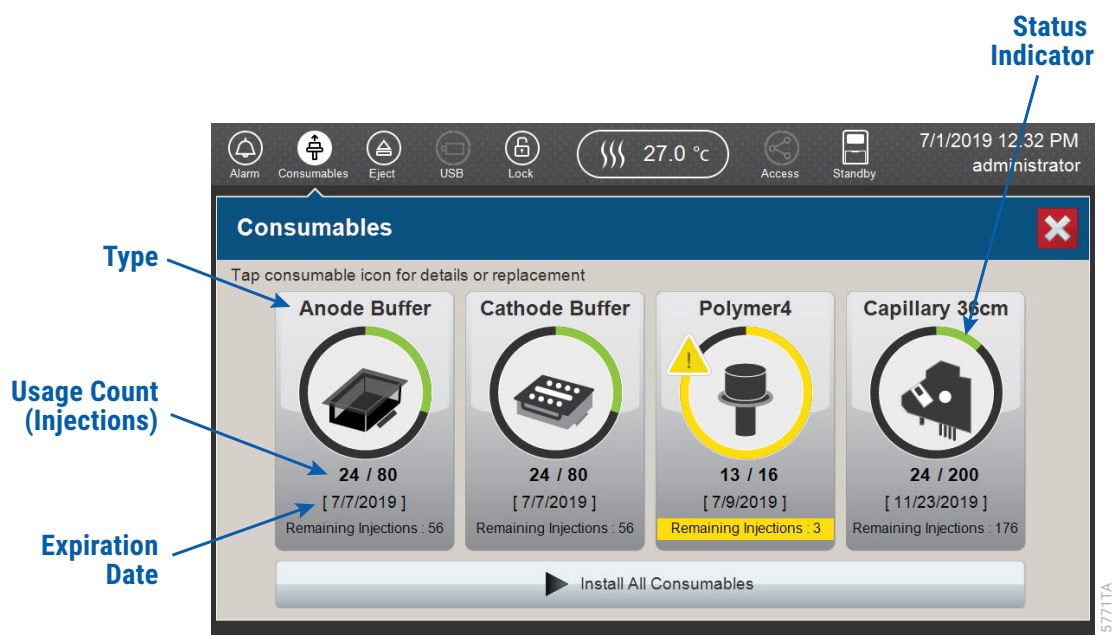 Status
Indicator
7/1/2019 12:32 PM
administrator
27.0 °c
Alarm
Consumables
Eject
USB
Lock
Access
Standby
Consumables
Type
Tap consumable icon for details or replacement
Anode Buffer
Cathode Buffer
Polymer4
Capillary 36cm
!
Usage Count
(Injections)
24 / 80
24 / 80
13 / 16
24 / 200
[ 7/7/2019 ]
[ 7/7/2019 ]
[ 7/9/2019 ]
[ 11/23/2019 ]
Remaining Injections : 56
Remaining Injections : 56
Remaining Injections : 3
Remaining Injections : 176
Expiration
Date
Install All Consumables
5771TA